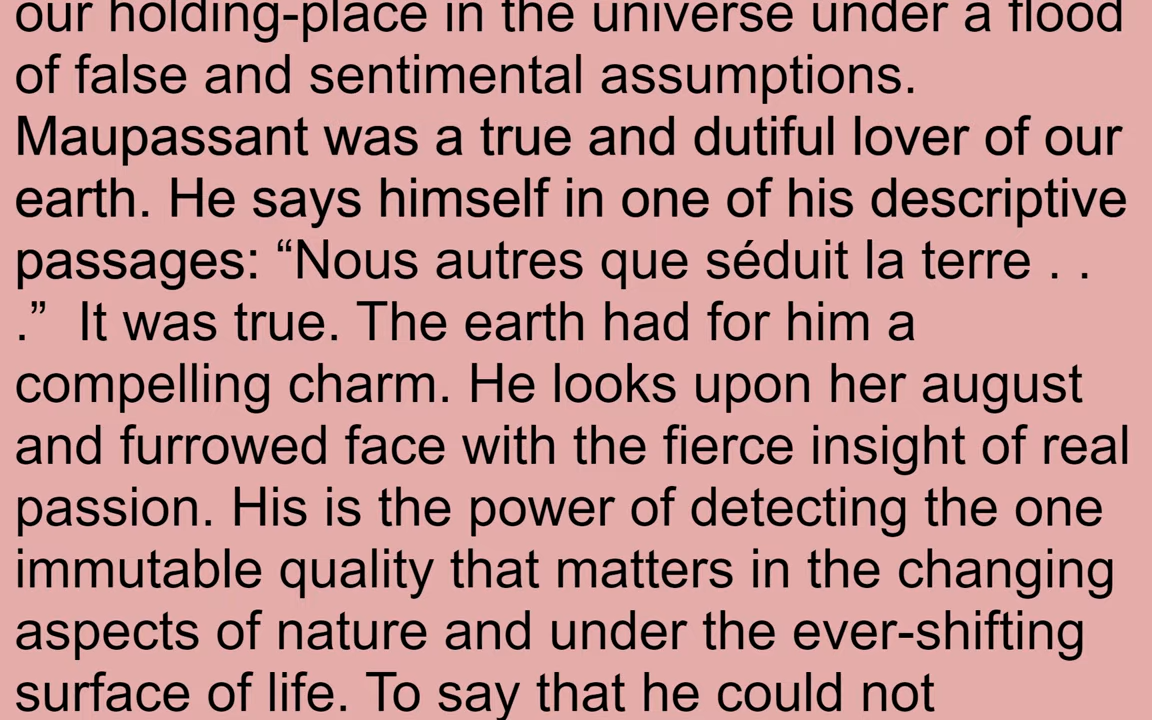 our holding-place in the universe under a flood
of false and sentimental assumptions.
Maupassant was a true and dutiful lover of our
earth. He says himself in one of his descriptive
passages: “Nous autres que séduit la terre . .
.”  It was true. The earth had for him a
compelling charm. He looks upon her august
and furrowed face with the fierce insight of real
passion. His is the power of detecting the one
immutable quality that matters in the changing
aspects of nature and under the ever-shifting
surface of life. To say that he could not